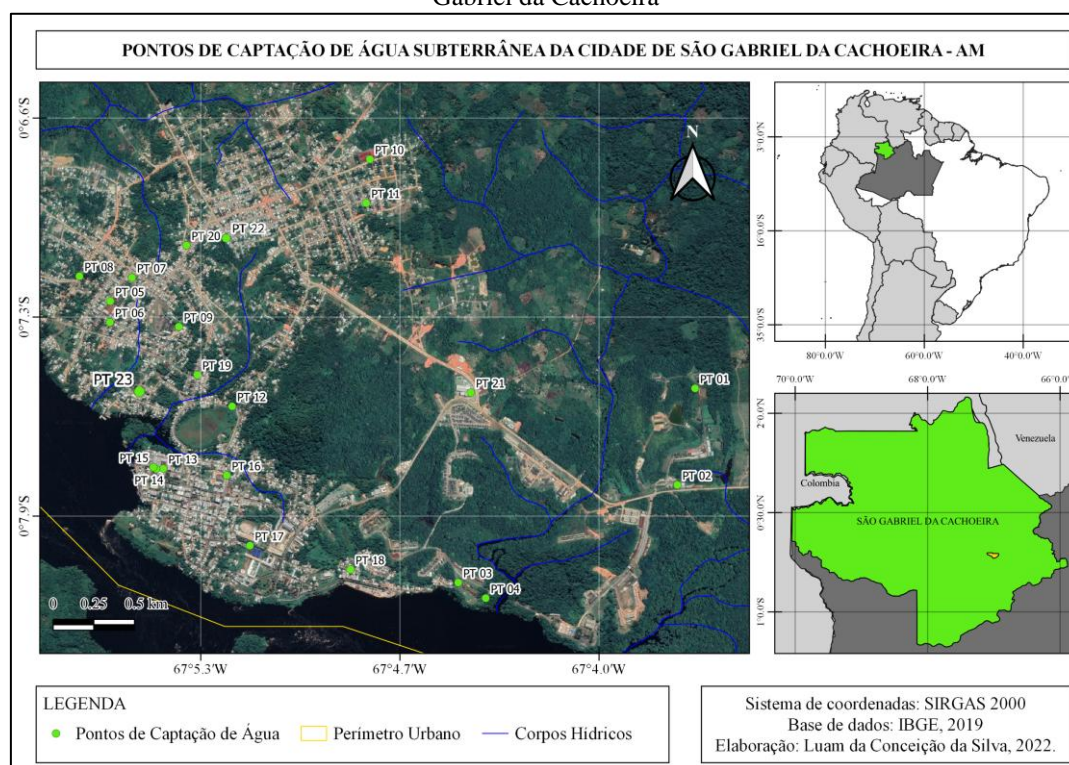 Gabriel da Cachoeira
PONTOS DE CAPTAÇÃO DE ÁGUA SUBTERRÂNEA DA CIDADE DE SÃO GABRIEL DA CACHOEIRA - AM
0°6.6'S
0°7.3'S
0°7.9'S
N
PT 10
PT 11
PT 20
PT 22
PT 08
PT 07
PT 05
PT 06
PT 09
PT 19
PT 23
PT 12
PT 21
PT 01
PT 15
PT 13
PT 14
PT 16
PT 02
PT 17
PT 18
PT 03
PT 04
0 0.25 0.5 km
67°5.3'W
67°4.7'W
67°4.0'W
3°0.0'N
16°0.0'S
35°0.0'S
80°0.0'W
60°0.0'W
40°0.0'W
70°0.0'W
68°0.0'W
66°0.0'W
2°0.0'N
0°30.0'N
1°0.0'S
Venezuela
Colombia
SÃO GABRIEL DA CACHOEIRA
LEGENDA
Pontos de Captação de Água
Perímetro Urbano
Corpos Hidricos
Sistema de coordenadas: SIRGAS 2000
Base de dados: IBGE, 2019
Elaboração: Luam da Conceição da Silva, 2022.